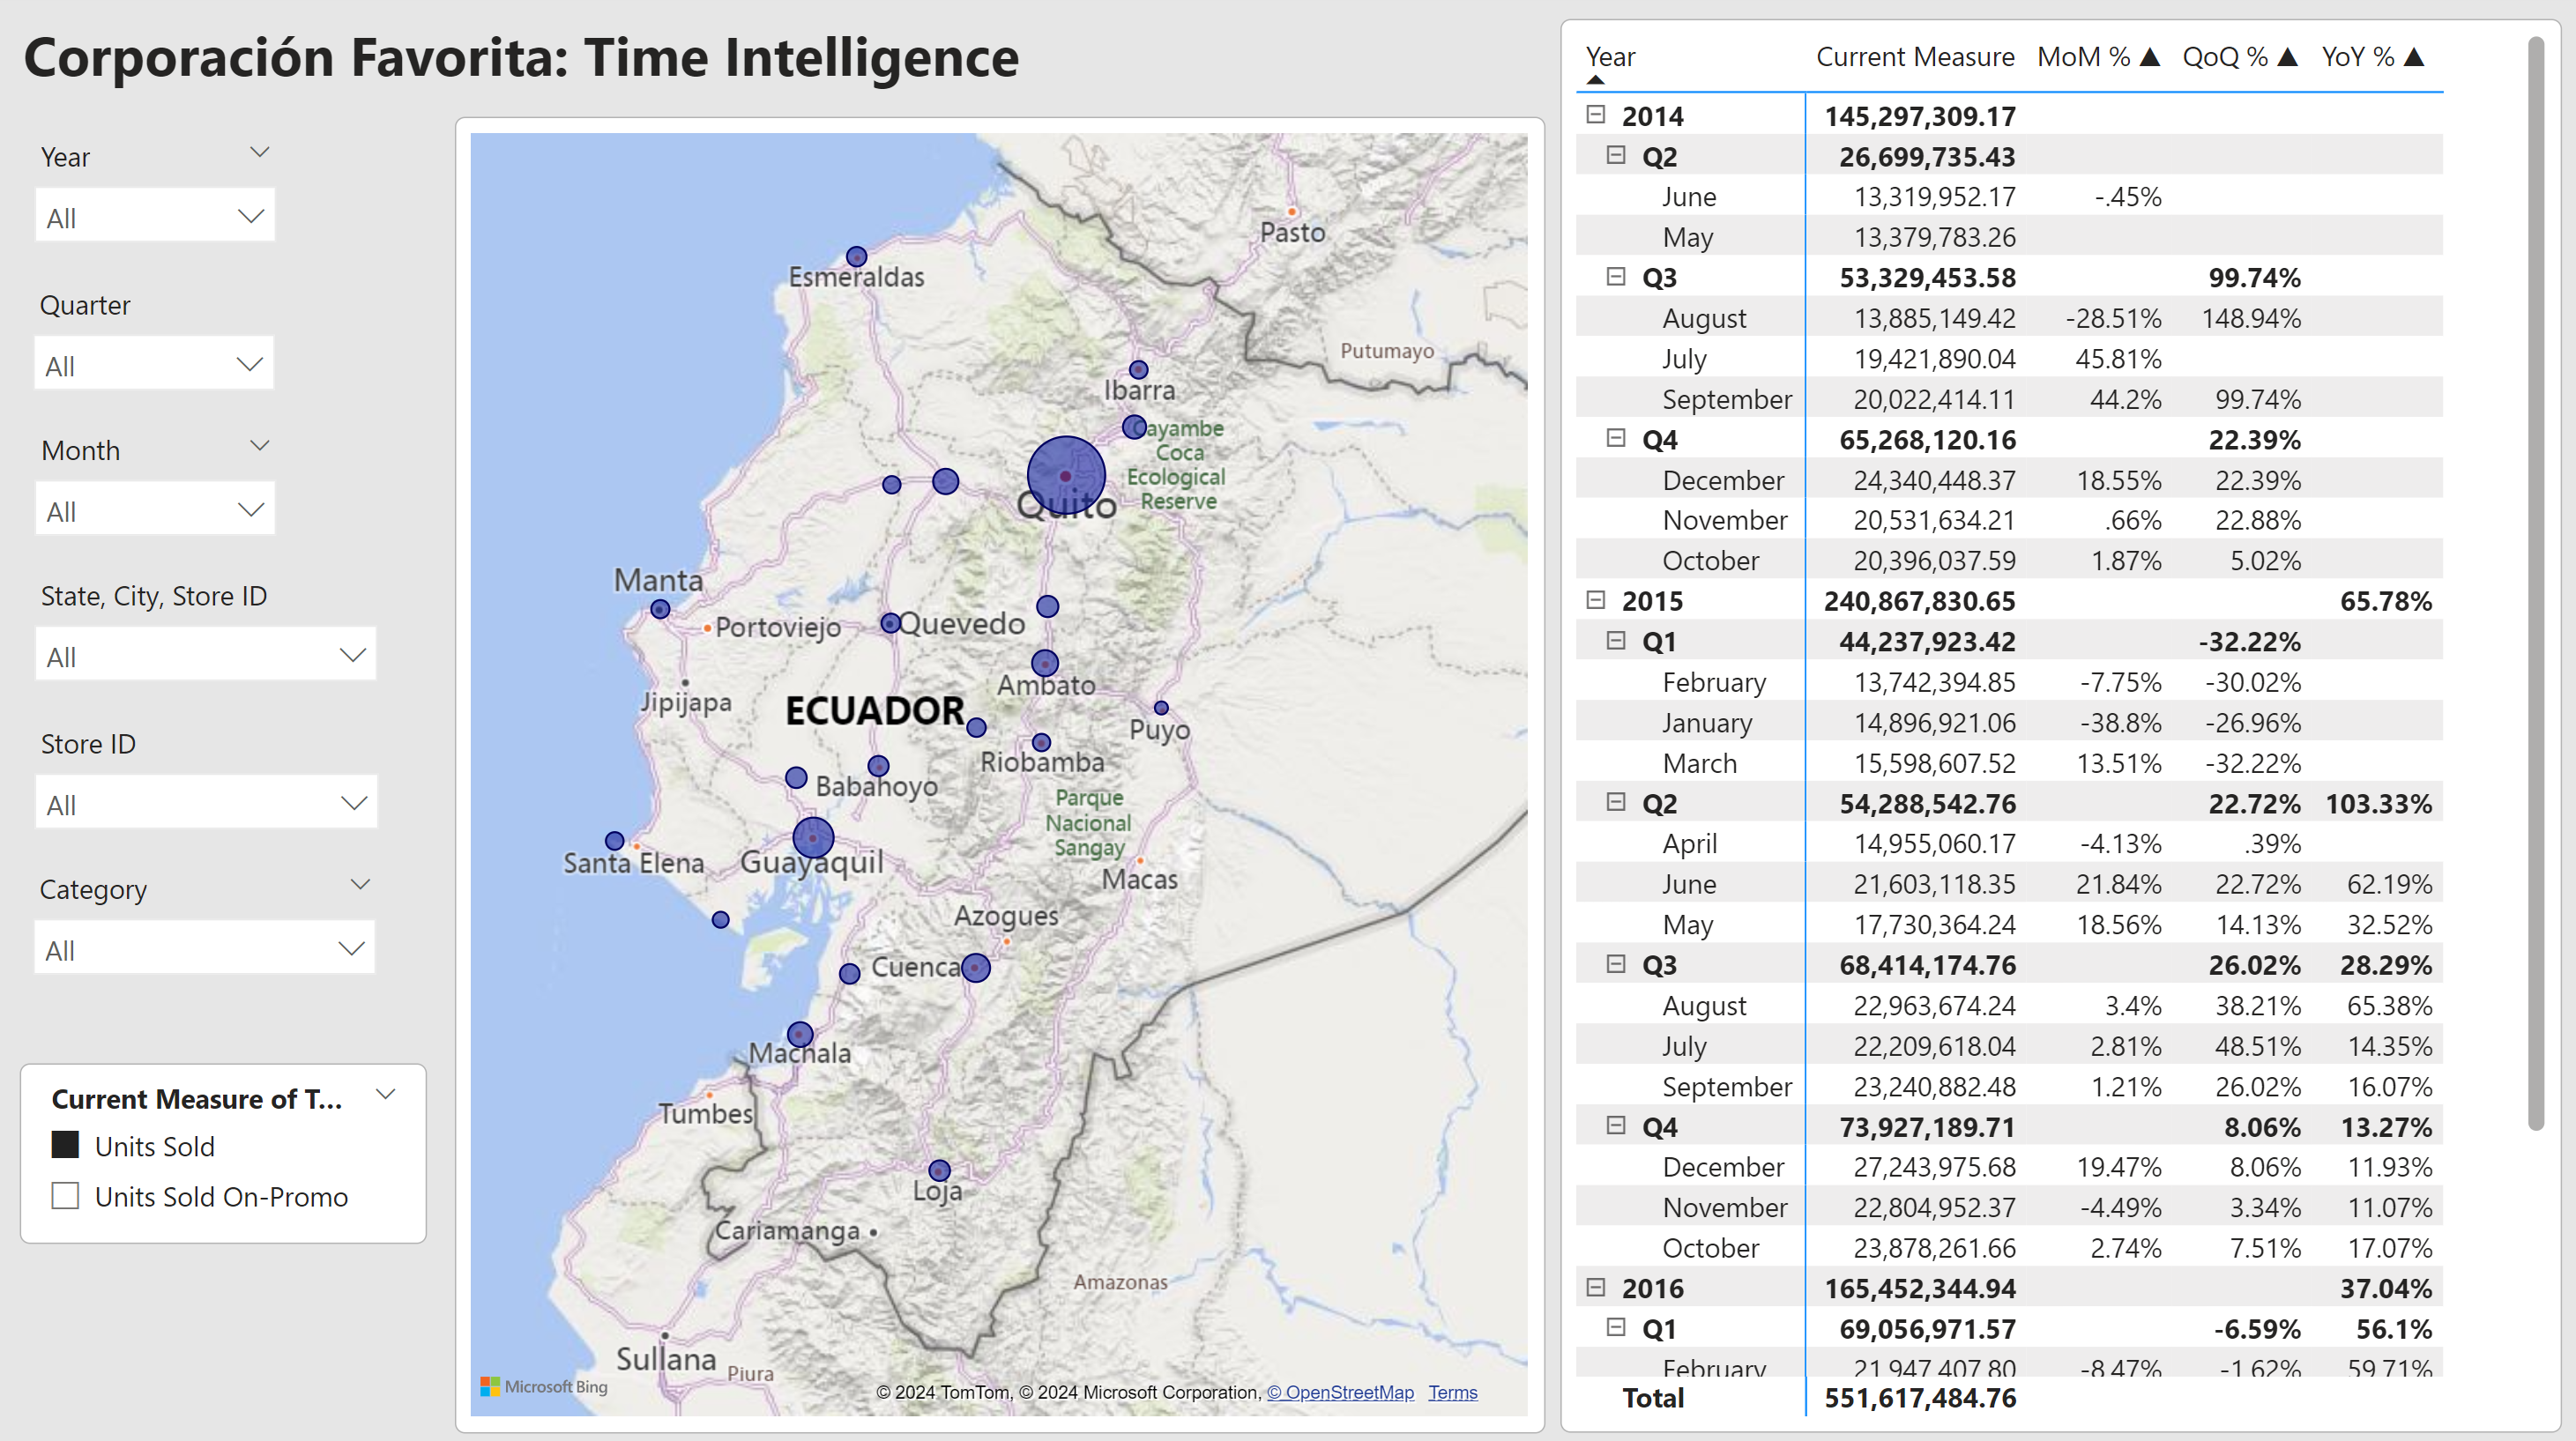 Corporación Favorita: Time Intelligence
Year
All
Quarter
All
Month
All
State, City, Store ID
All
Store ID
All
Category
All
Current Measure of T...
Units Sold
Units Sold On-Promo
Pasto
Esmeraldas
Putumayo
Ibarra
Cayambe
Coca
Ecological
Reserve
Quito
Manta
Portoviejo
Quevedo
Ambato
Jipijapa
ECUADOR
Puyo
Riobamba
Babahoyo
Parque
Nacional
Sangay
Santa Elena
Guayaquil
Macas
Azogues
Cuenca
Machala
Tumbes
Loja
Cariamanga
Amazonas
Sullana
Piura
Microsoft Bing
© 2024 TomTom, © 2024 Microsoft Corporation, © OpenStreetMap Terms
Year Current Measure MoM % ▲ QoQ % ▲ YoY % ▲
2014 145,297,309.17
Q2 26,699,735.43
June 13,319,952.17 -.45%
May 13,379,783.26
Q3 53,329,453.58 99.74%
August 13,885,149.42 -28.51% 148.94%
July 19,421,890.04 45.81%
September 20,022,414.11 44.2% 99.74%
Q4 65,268,120.16 22.39%
December 24,340,448.37 18.55% 22.39%
November 20,531,634.21 .66% 22.88%
October 20,396,037.59 1.87% 5.02%
2015 240,867,830.65 65.78%
Q1 44,237,923.42 -32.22%
February 13,742,394.85 -7.75% -30.02%
January 14,896,921.06 -38.8% -26.96%
March 15,598,607.52 13.51% -32.22%
Q2 54,288,542.76 22.72% 103.33%
April 14,955,060.17 -4.13% .39%
June 21,603,118.35 21.84% 22.72% 62.19%
May 17,730,364.24 18.56% 14.13% 32.52%
Q3 68,414,174.76 26.02% 28.29%
August 22,963,674.24 3.4% 38.21% 65.38%
July 22,209,618.04 2.81% 48.51% 14.35%
September 23,240,882.48 1.21% 26.02% 16.07%
Q4 73,927,189.71 8.06% 13.27%
December 27,243,975.68 19.47% 8.06% 11.93%
November 22,804,952.37 -4.49% 3.34% 11.07%
October 23,878,261.66 2.74% 7.51% 17.07%
2016 165,452,344.94 37.04%
Q1 69,056,971.57 -6.59% 56.1%
February 21,947,407.80 -8.47% -1.62% 59.71%
Total 551,617,484.76